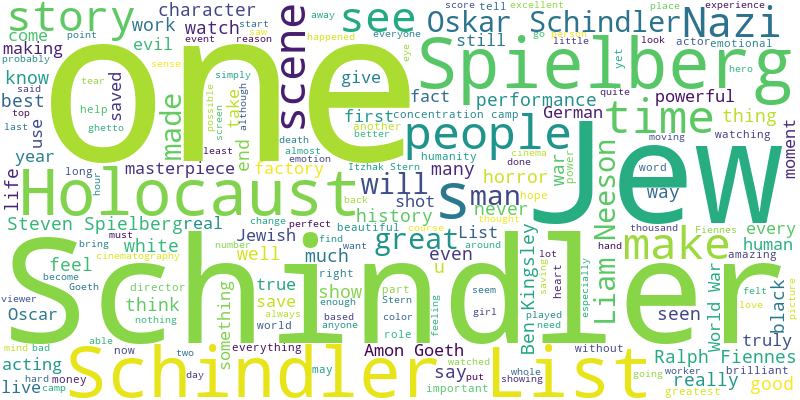 one
Jew
Schindler
Schindler List
Spielberg
Holocaust
s
people
story
see
scene
Oskar Schindler
Nazi
time
make
made
man
will
great
Liam Neeson
Ben Kingsley
Ralph Fiennes
Steven Spielberg
Amon Goeth
World War
character
work
watch
come
making
evil
know
best
saved
use
year
masterpiece
life
factory
end
take
give
first
fact
still
performance
concentration camp
German
powerful
thing
moment
many
horror
war
shot
history
never
List
way
every
human
real
Jewish
white
feel
well
much
even
u
true
show
save
think
Oscar
something
acting
live
say
seen
black
truly
really
good
brilliant
amazing
everything
without
important
based
anyone
role
color
Stern
part
enough
right
feeling
girl
seem
played
need
especially
saving
heart
lot
hand
around
thousand
Fiennes
felt
love
picture
worker
going
greatest
showing
whole
put
watched
may
day
two
now
able
money
hard
camp
bad
mind
nothing
director
become
Goeth
viewer
bring
must
cinematography
change
perfect
number
always
world
find
want
back
beautiful
course
thought
hope
done
cinema
power
word
watching
moving
quite
humanity
Itzhak Stern
another
better
emotion
almost
death
least
although
screen
possible
simply
sense
reason
event
saw
start
away
happened
everyone
eye
score
tell
excellent
go
person
little
yet
look
actor
emotional
hero
place
experience
point
probably
said
top
last
tear
help
ghetto
long
hour